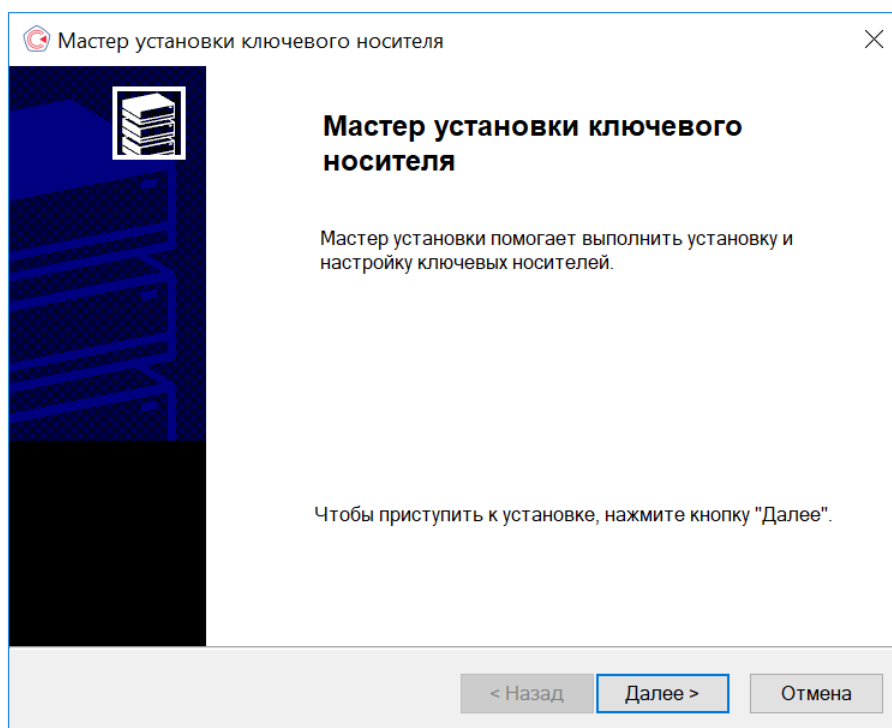 Мастер установки ключевого носителя
Мастер установки ключевого
носителя
Мастер установки помогает выполнить установку и
настройку ключевых носителей.
Чтобы приступить к установке, нажмите кнопку "Далее".
< Назад
Далее >
Отмена